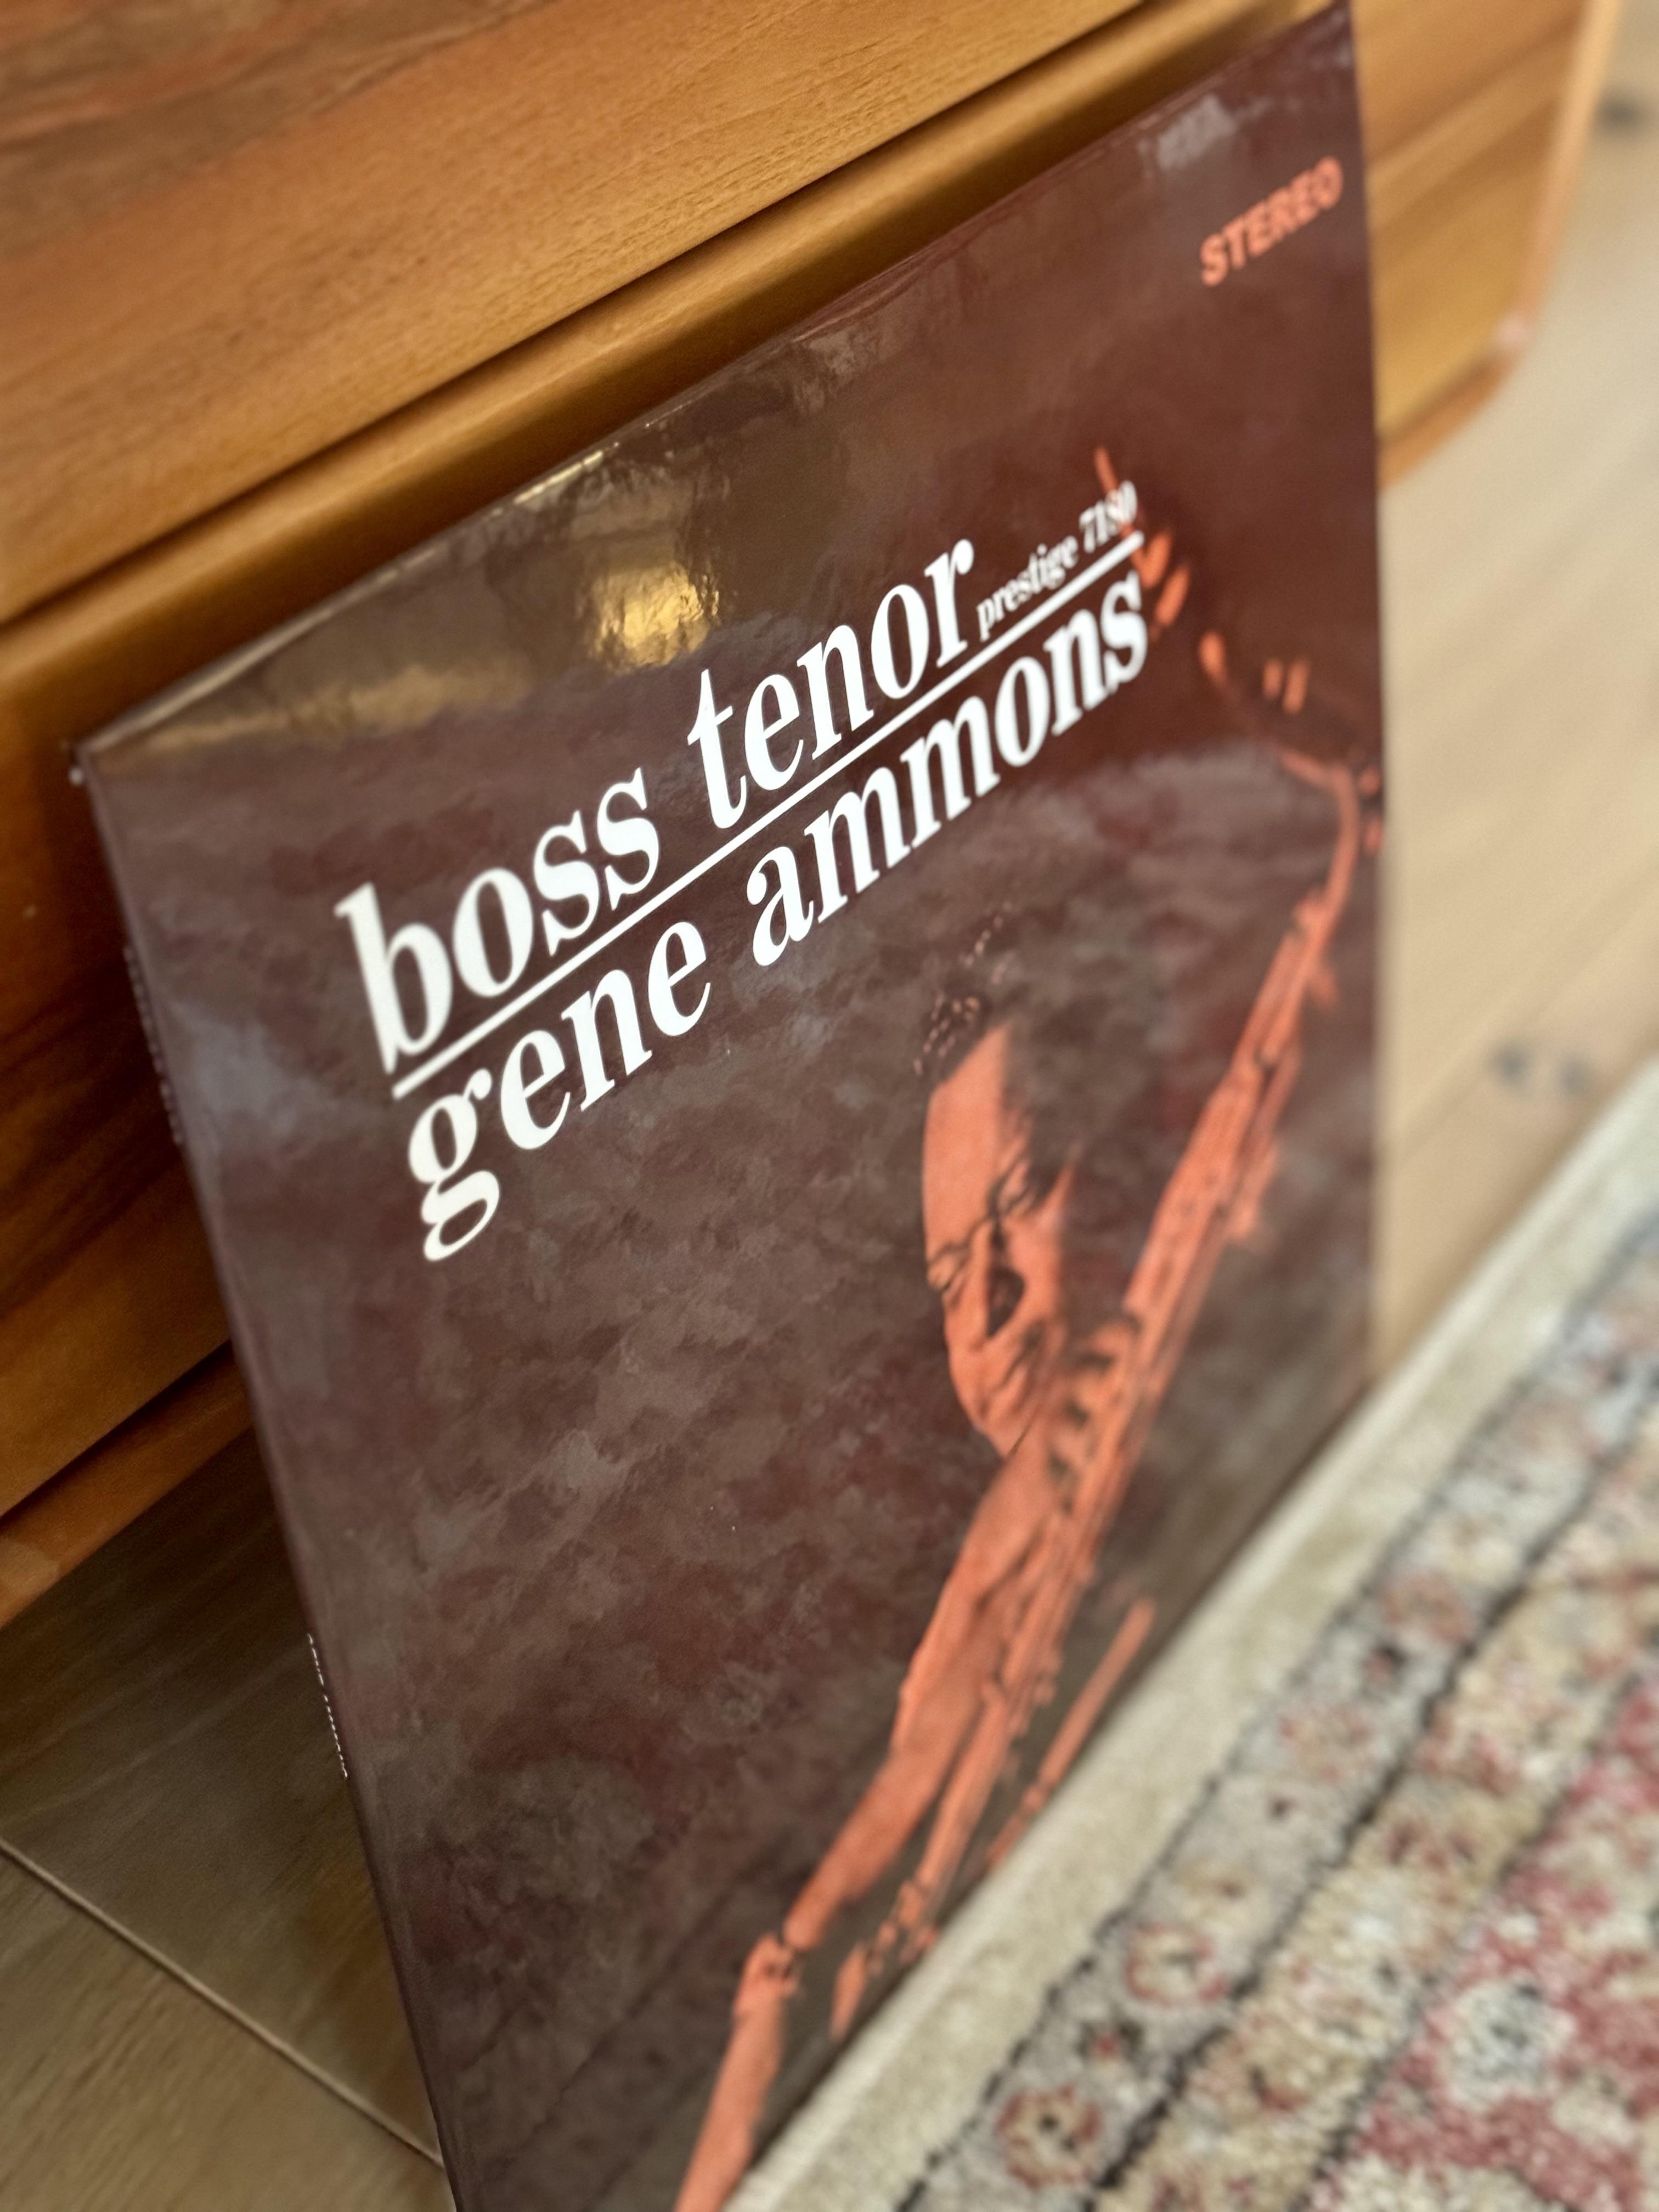 STEREO
boss tenor prestige 7180
gene ammons